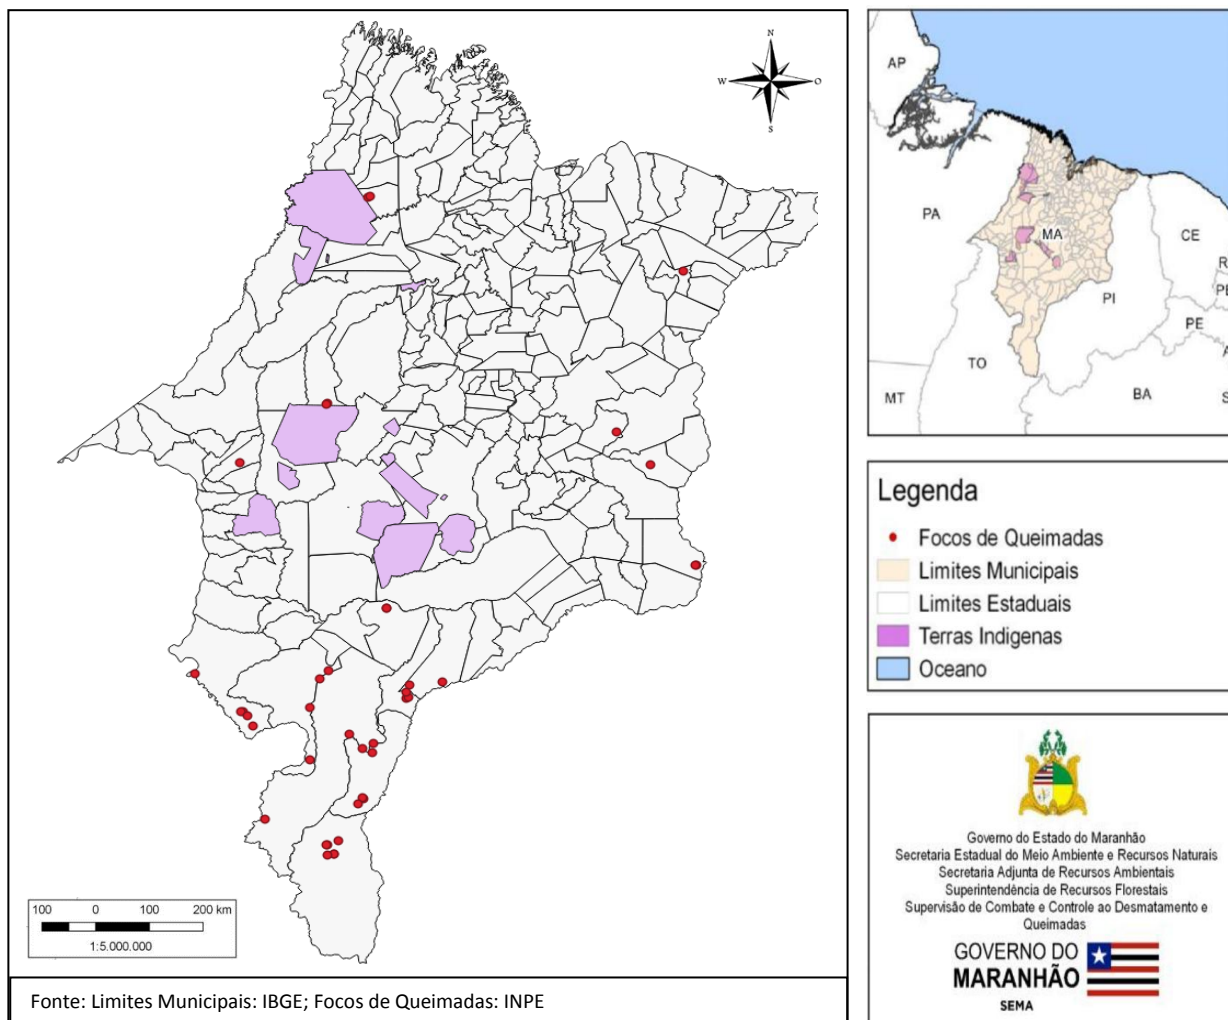 N
W
O
S
100 0 100 200 km
1:5.000.000
Fonte: Limites Municipais: IBGE; Focos de Queimadas: INPE
AP
PA
MA
CE
PI
TO
PE
MT
BA
Legenda
Focos de Queimadas
Limites Municipais
Limites Estaduais
Terras Indigenas
Oceano
Governo do Estado do Maranhão
Secretaria Estadual do Meio Ambiente e Recursos Naturais
Secretaria Adjunta de Recursos Ambientais
Superintendência de Recursos Florestais
Supervisão de Combate e Controle ao Desmatamento e
Queimadas
GOVERNO DO
MARANHÃO
SEMA